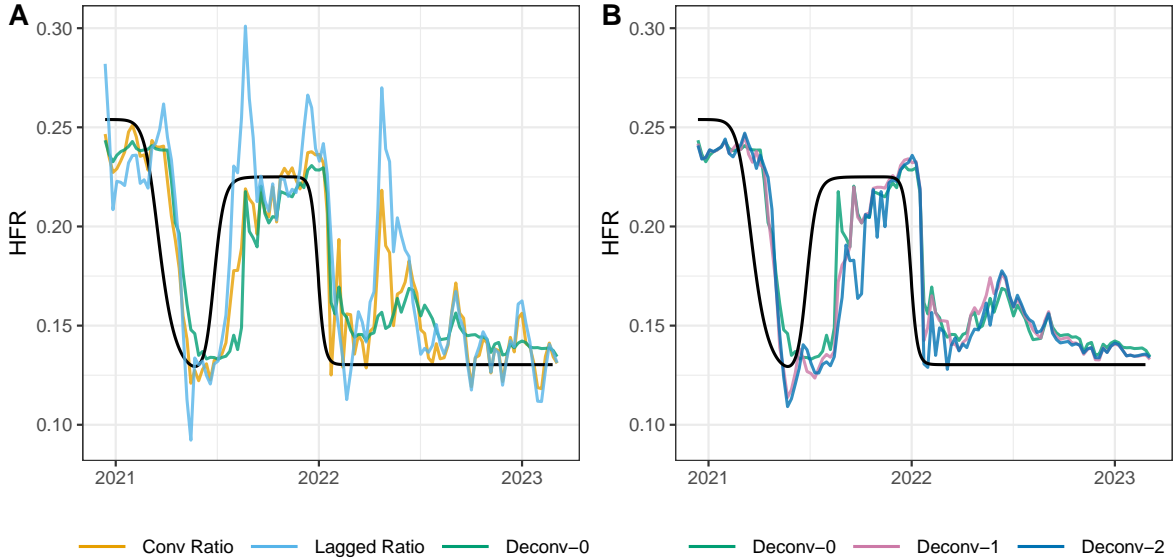 A
B
HFR
0.30
0.25
0.20
0.15
0.10
2021
2022
2023
HFR
0.30
0.25
0.20
0.15
0.10
2021
2022
2023
Conv Ratio
Lagged Ratio
Deconv−0
Deconv−0
Deconv−1
Deconv−2